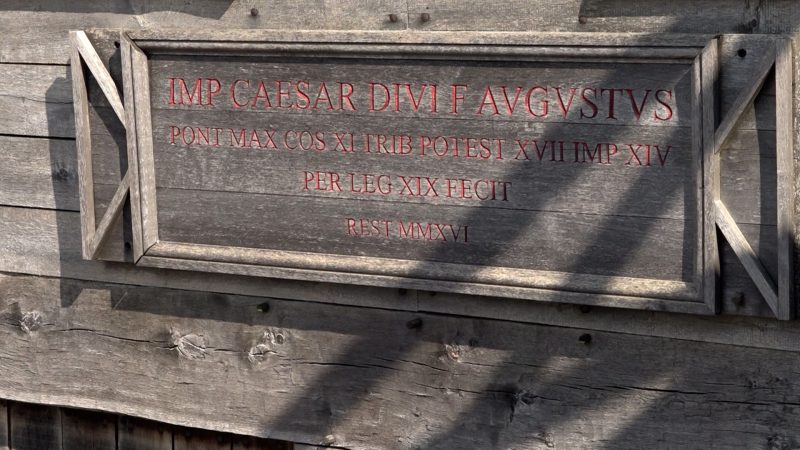 IMP CAESAR DIVI F AVGVSTVS
PONT MAX COS XI TRIB POTEST XVII IMP XIV
PER LEG XIX FECIT
REST MMXVI